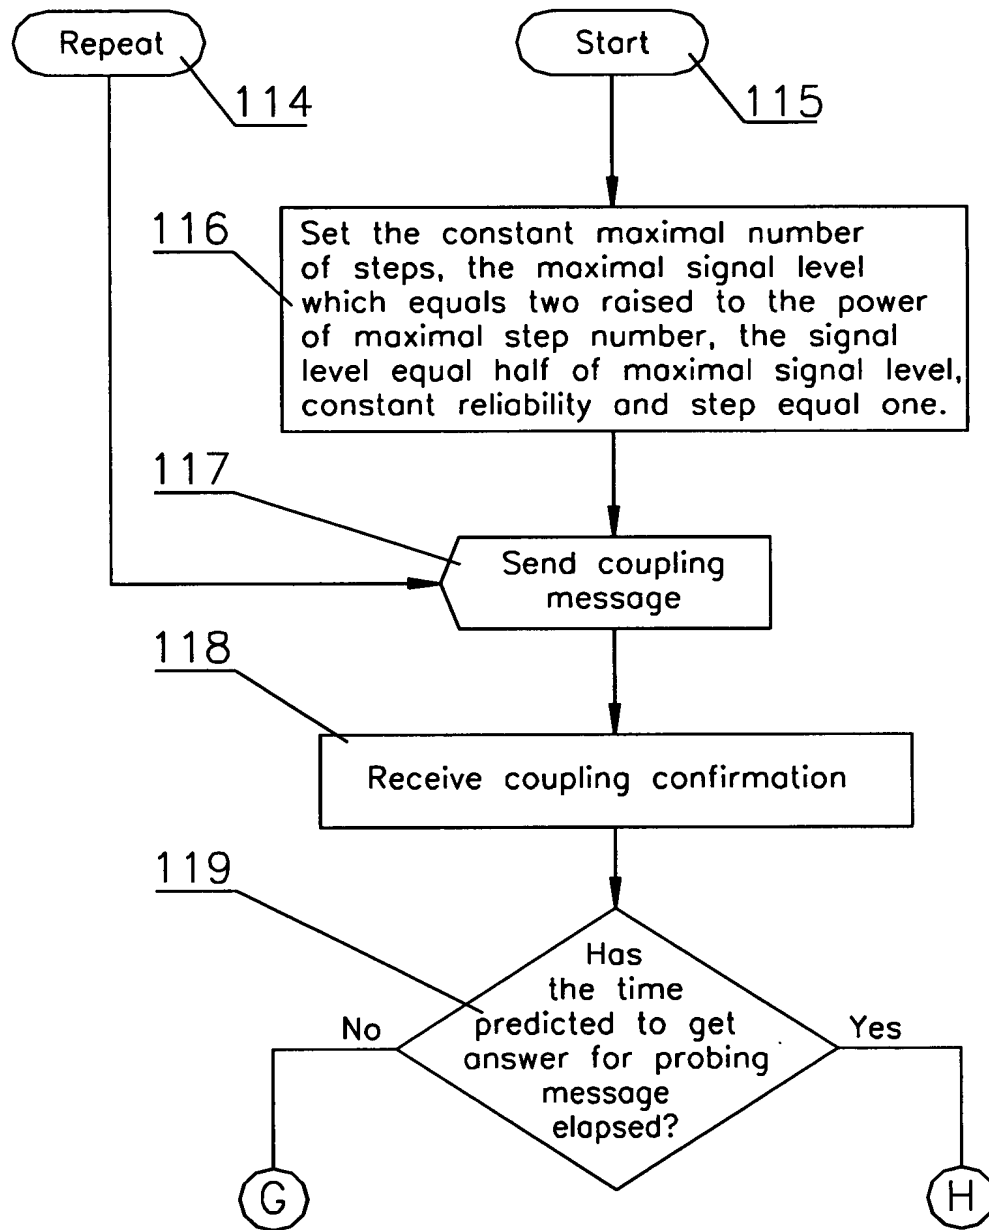 Repeat
Start
114
115
116
Set the constant maximal number
of steps, the maximal signal level
which equals two raised to the power
of maximal step number, the signal
level equal half of maximal signal level,
constant reliability and step equal one.
117
Send coupling
message
118
Receive coupling confirmation
119
Has
the time
predicted to get
answer for probing
message
elapsed?
No
Yes
G
H